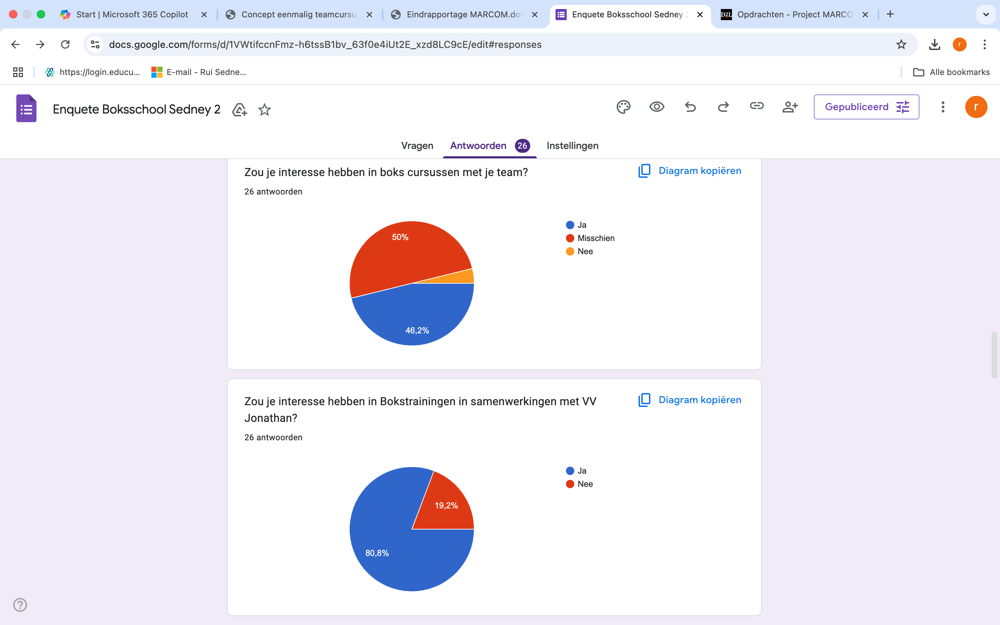 Start | Microsoft 365 Copilot
Concept eenmalig teamcursu
Eindrapportage MARCOM.do
Enquete Boksschool Sedney 2
D2L Opdrachten - Project MARCO
docs.google.com/forms/d/1VWtifccnFmz-h6tssB1bv_63f0e4iUt2E_xzd8LC9cE/edit#responses
r
https://login.educu...
E-mail - Rui Sedne...
Alle bookmarks
Enquete Boksschool Sedney 2
Gepubliceerd
r
Vragen
Antwoorden 26
Instellingen
Zou je interesse hebben in boks cursussen met je team?
Diagram kopiëren
26 antwoorden
Ja
Misschien
Nee
50%
46,2%
Zou je interesse hebben in Bokstrainingen in samenwerkingen met VV
Jonathan?
Diagram kopiëren
26 antwoorden
Ja
Nee
19,2%
80,8%